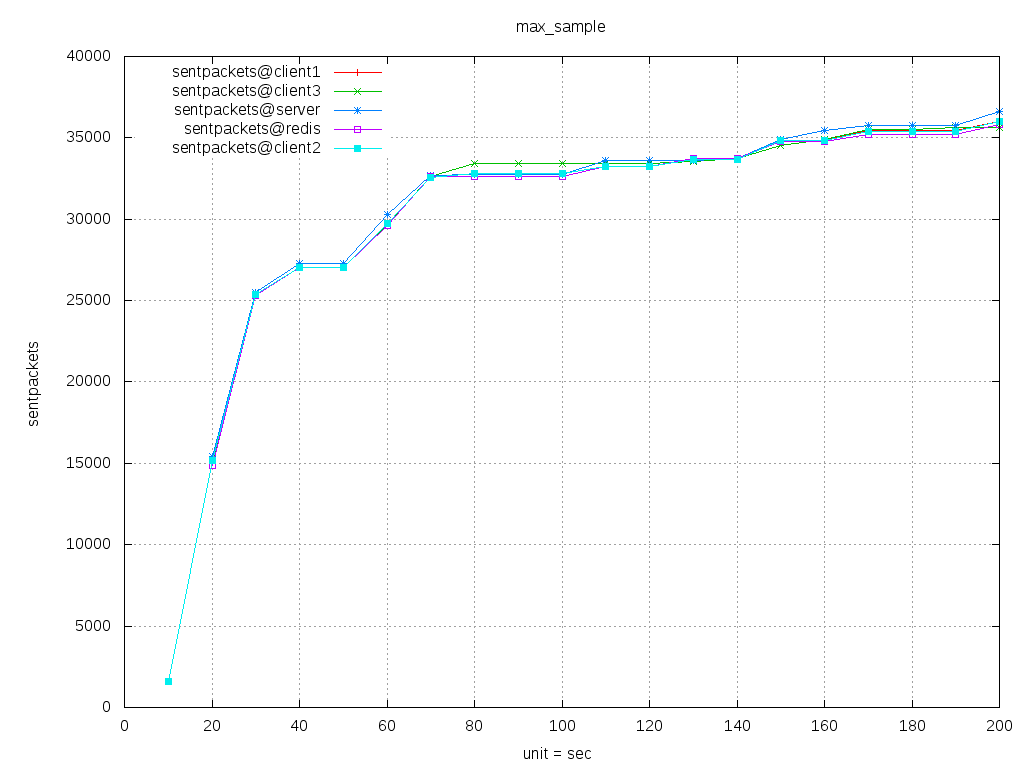 max_sample
40000
35000
30000
25000
20000
15000
10000
5000
0
sentpackets@client1
sentpackets@client3
sentpackets@server
sentpackets@redis
sentpackets@client2
sentpackets
0 20 40 60 80 100 120 140 160 180 200
unit = sec